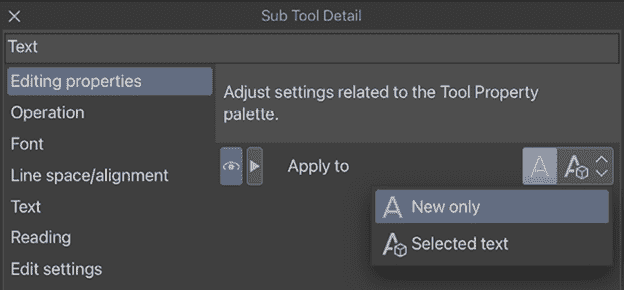 Sub Tool Detail
Text
Editing properties
Operation
Font
Line space/alignment
Text
Reading
Edit settings
Adjust settings related to the Tool Property
palette.
Apply to
New only
Selected text